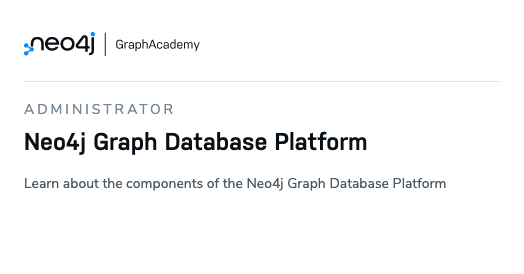 neo4j | GraphAcademy
ADMINISTRATOR
Neo4j Graph Database Platform
Learn about the components of the Neo4j Graph Database Platform